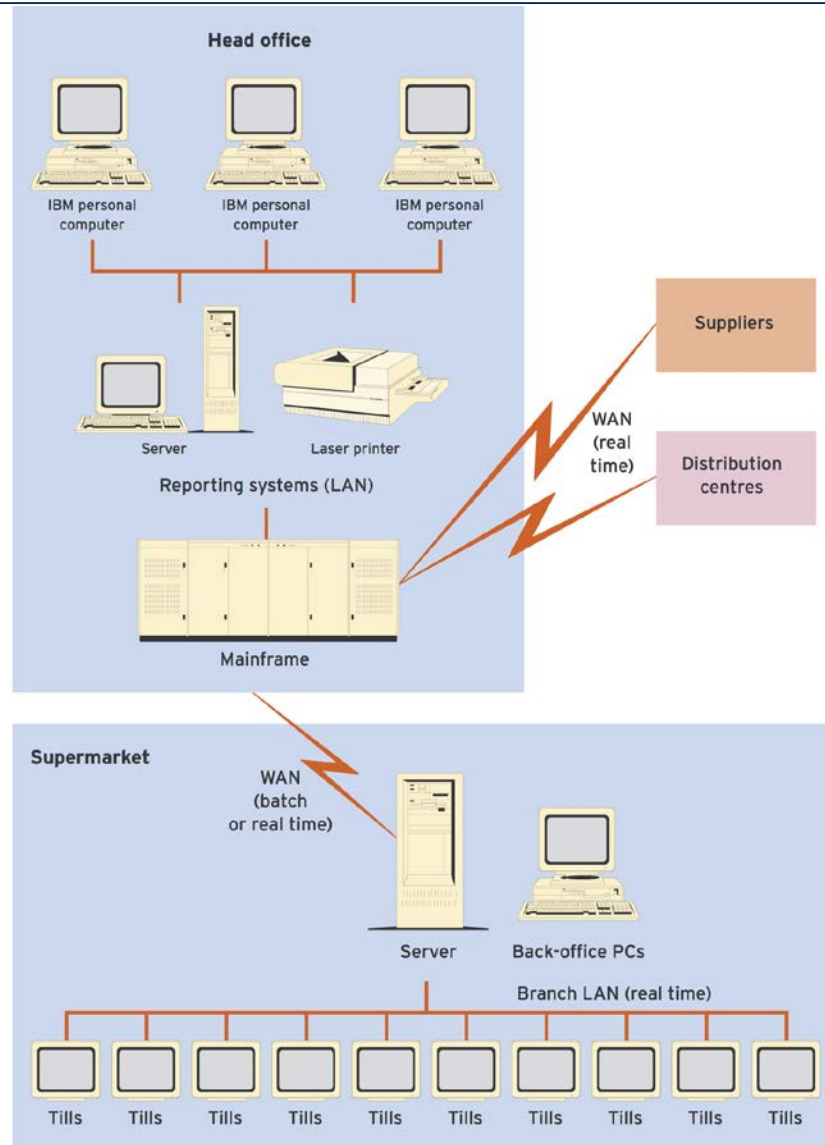 Head office
IBM personal
computer
IBM personal
computer
IBM personal
computer
Server
Laser printer
Reporting systems (LAN)
Mainframe
Suppliers
WAN
(real
time)
Distribution
centres
Supermarket
WAN
(batch
or real time)
Server
Back-office PCs
Branch LAN (real time)
Tills
Tills
Tills
Tills
Tills
Tills
Tills
Tills
Tills
Tills